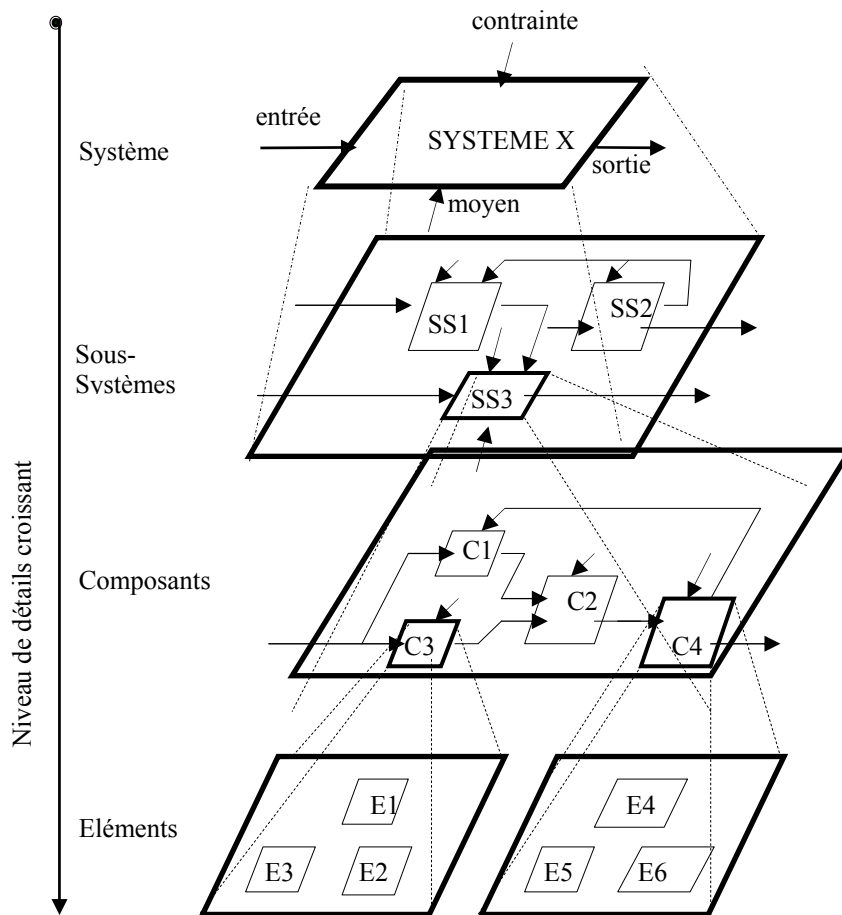 contrainte
entrée
Système
SYSTEME X
sortie
moyen
SS1
SS2
Sous-
Systèmes
SS3
C1
Composants
C2
C3
C4
Niveau de détails croissant
E1
E4
Eléments
E3
E2
E5
E6